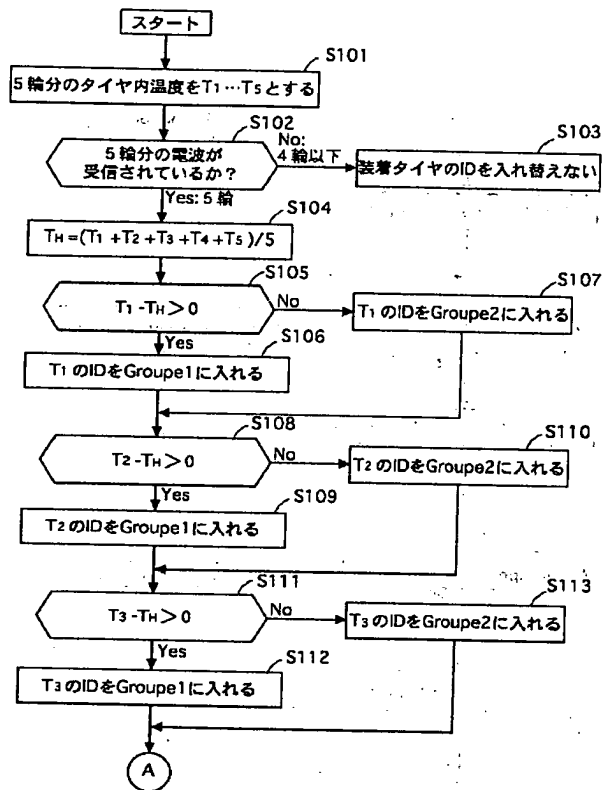 スタート
S101
5輪分のタイヤ内温度をT1…T5とする
S102
5輪分の電波が
受信されているか？
No:
4輪以下
S103
装着タイヤのIDを入れ替えない
Yes:5輪
S104
TH=(T1+T2+T3+T4+T5)/5
S105
T1-TH>0
No
S107
T1のIDをGroupe2に入れる
Yes
S106
T1のIDをGroupe1に入れる
S108
T2-TH>0
No
S110
T2のIDをGroupe2に入れる
Yes
S109
T2のIDをGroupe1に入れる
S111
T3-TH>0
No
S113
T3のIDをGroupe2に入れる
Yes
S112
T3のIDをGroupe1に入れる
A